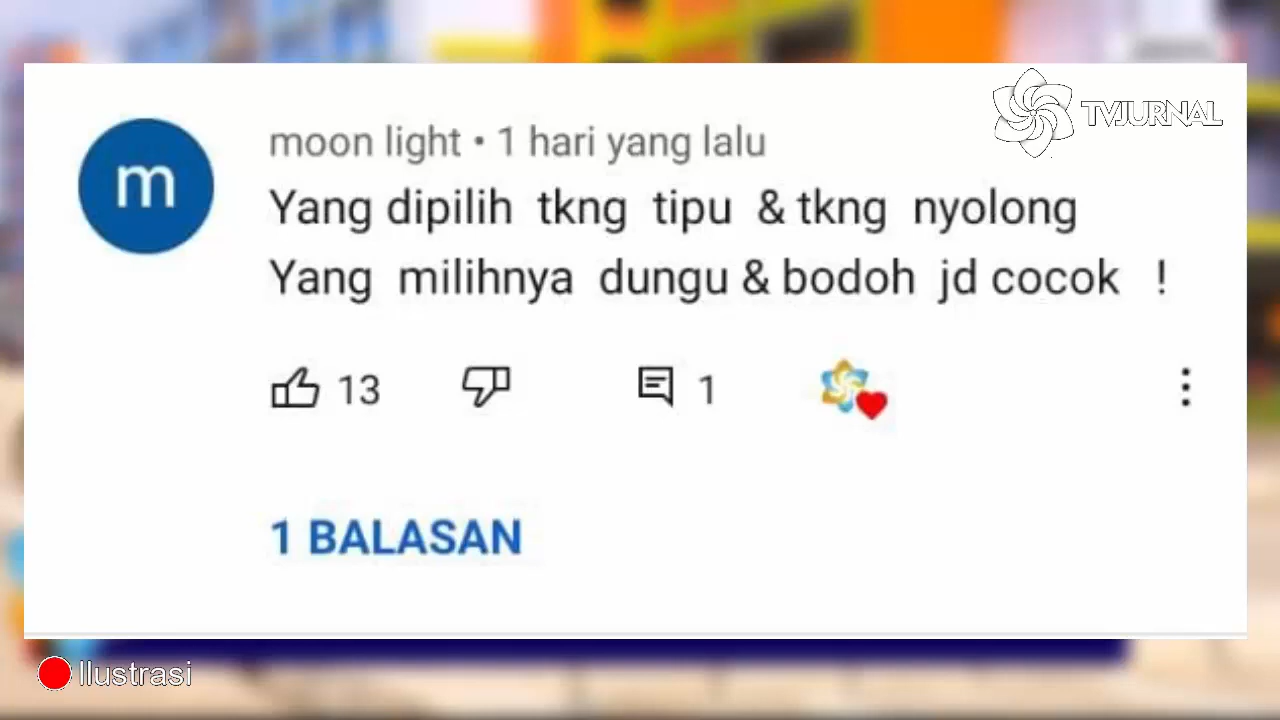 TVJURNAL
moon light • 1 hari yang lalu
Yang dipilih tkng tipu & tkng nyolong
Yang milihnya dungu & bodoh jd cocok !
13 1
1 BALASAN
Ilustrasi